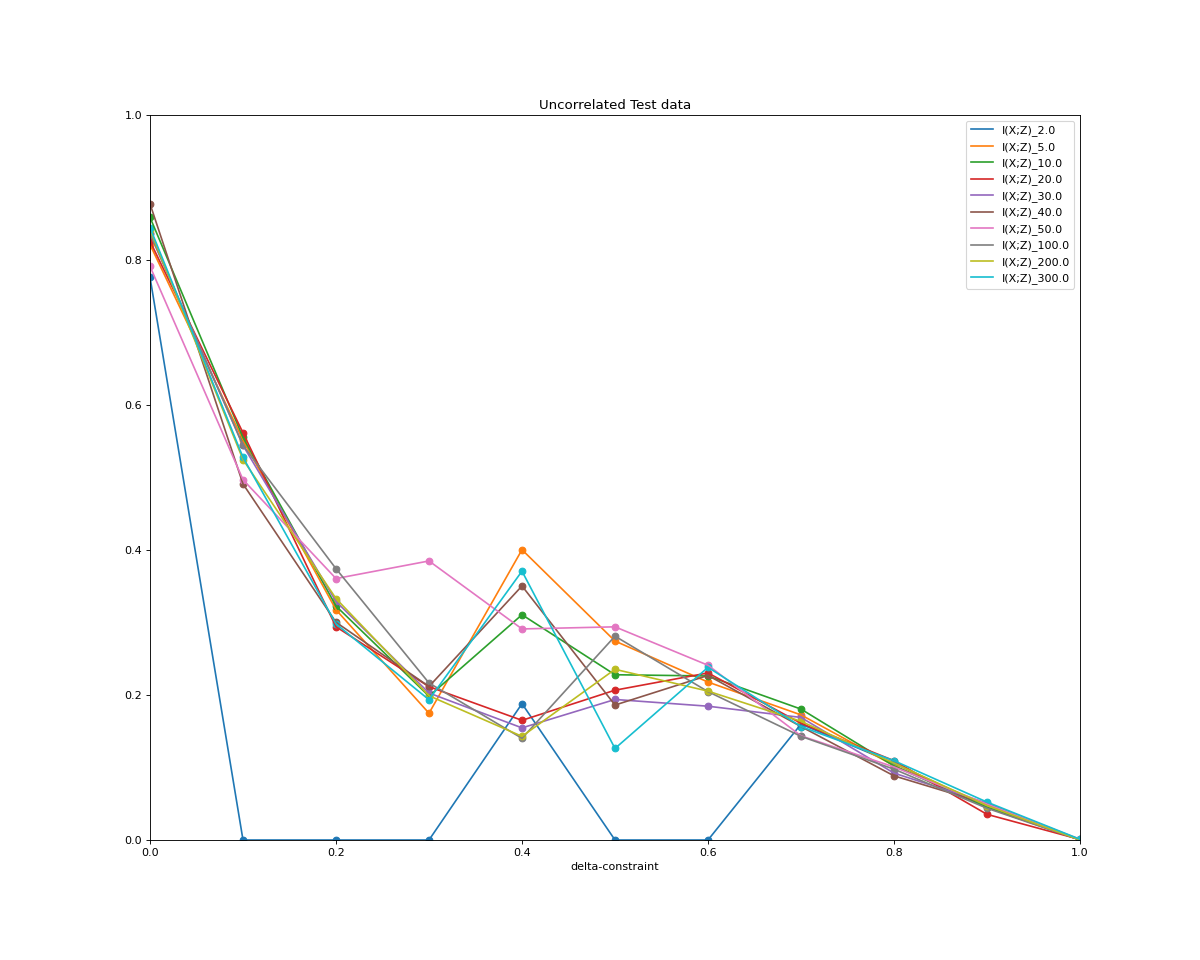 Uncorrelated Test data
1.0
0.8
0.6
0.4
0.2
0.0
I(X;Z)_2.0
I(X;Z)_5.0
I(X;Z)_10.0
I(X;Z)_20.0
I(X;Z)_30.0
I(X;Z)_40.0
I(X;Z)_50.0
I(X;Z)_100.0
I(X;Z)_200.0
I(X;Z)_300.0
0.0 0.2 0.4 0.6 0.8 1.0
delta-constraint